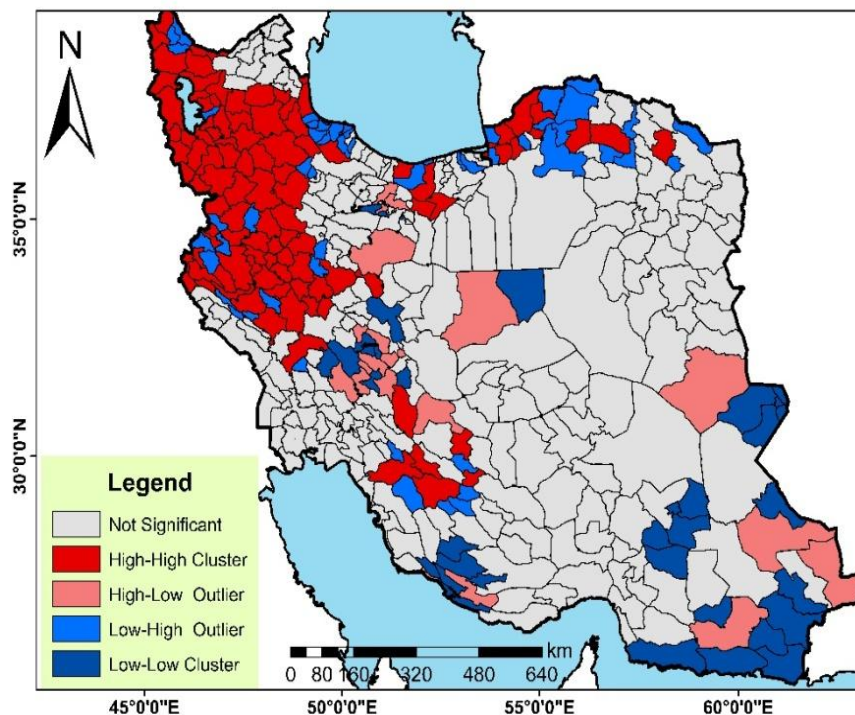 N
35°0'0"N
30°0'0"N
Legend
Not Significant
High-High Cluster
High-Low Outlier
Low-High Outlier
Low-Low Cluster
km
0 80 160 320 480 640
45°0'0"E 50°0'0"E 55°0'0"E 60°0'0"E